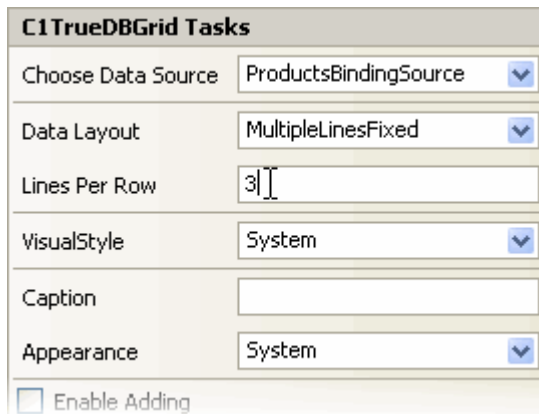 C1TrueDBGrid Tasks
Choose Data Source ProductsBindingSource
Data Layout MultipleLinesFixed
Lines Per Row 3
VisualStyle System
Caption
Appearance System
Enable Adding